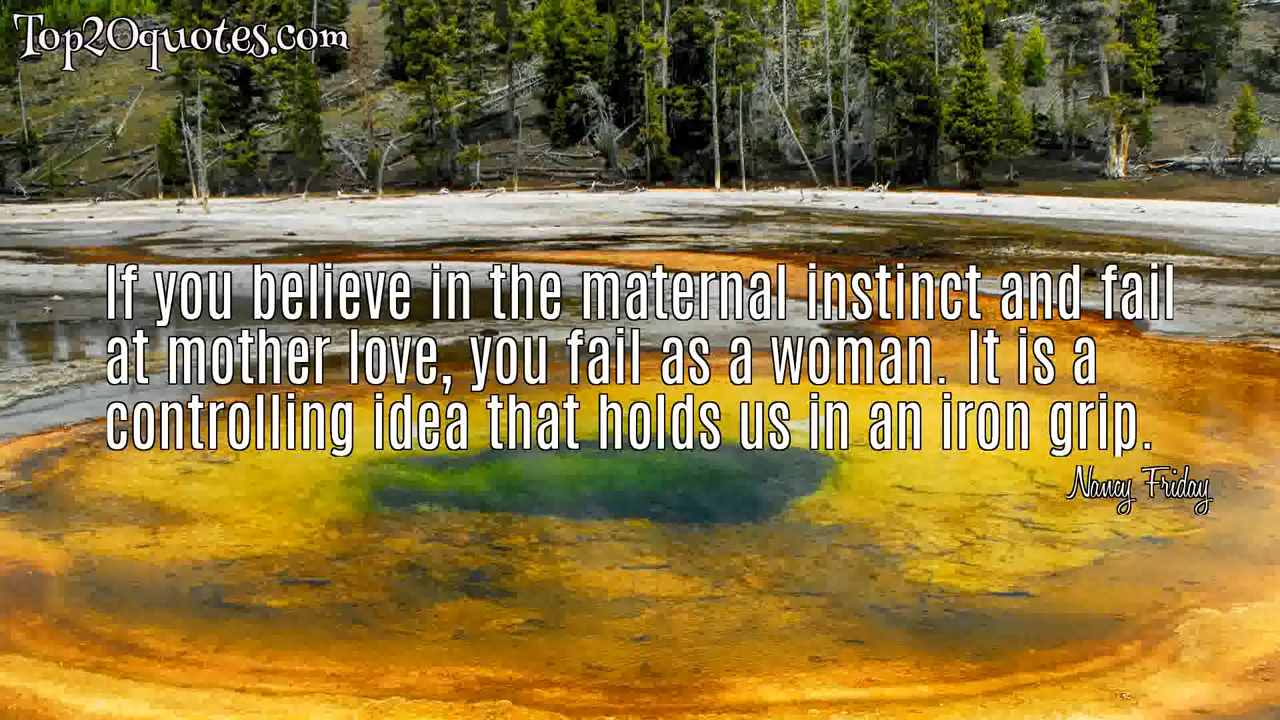 Top20quotes.com
If you believe in the maternal instinct and fail
at mother love, you fail as a woman. It is a
controlling idea that holds us in an iron grip.
Nancy Friday